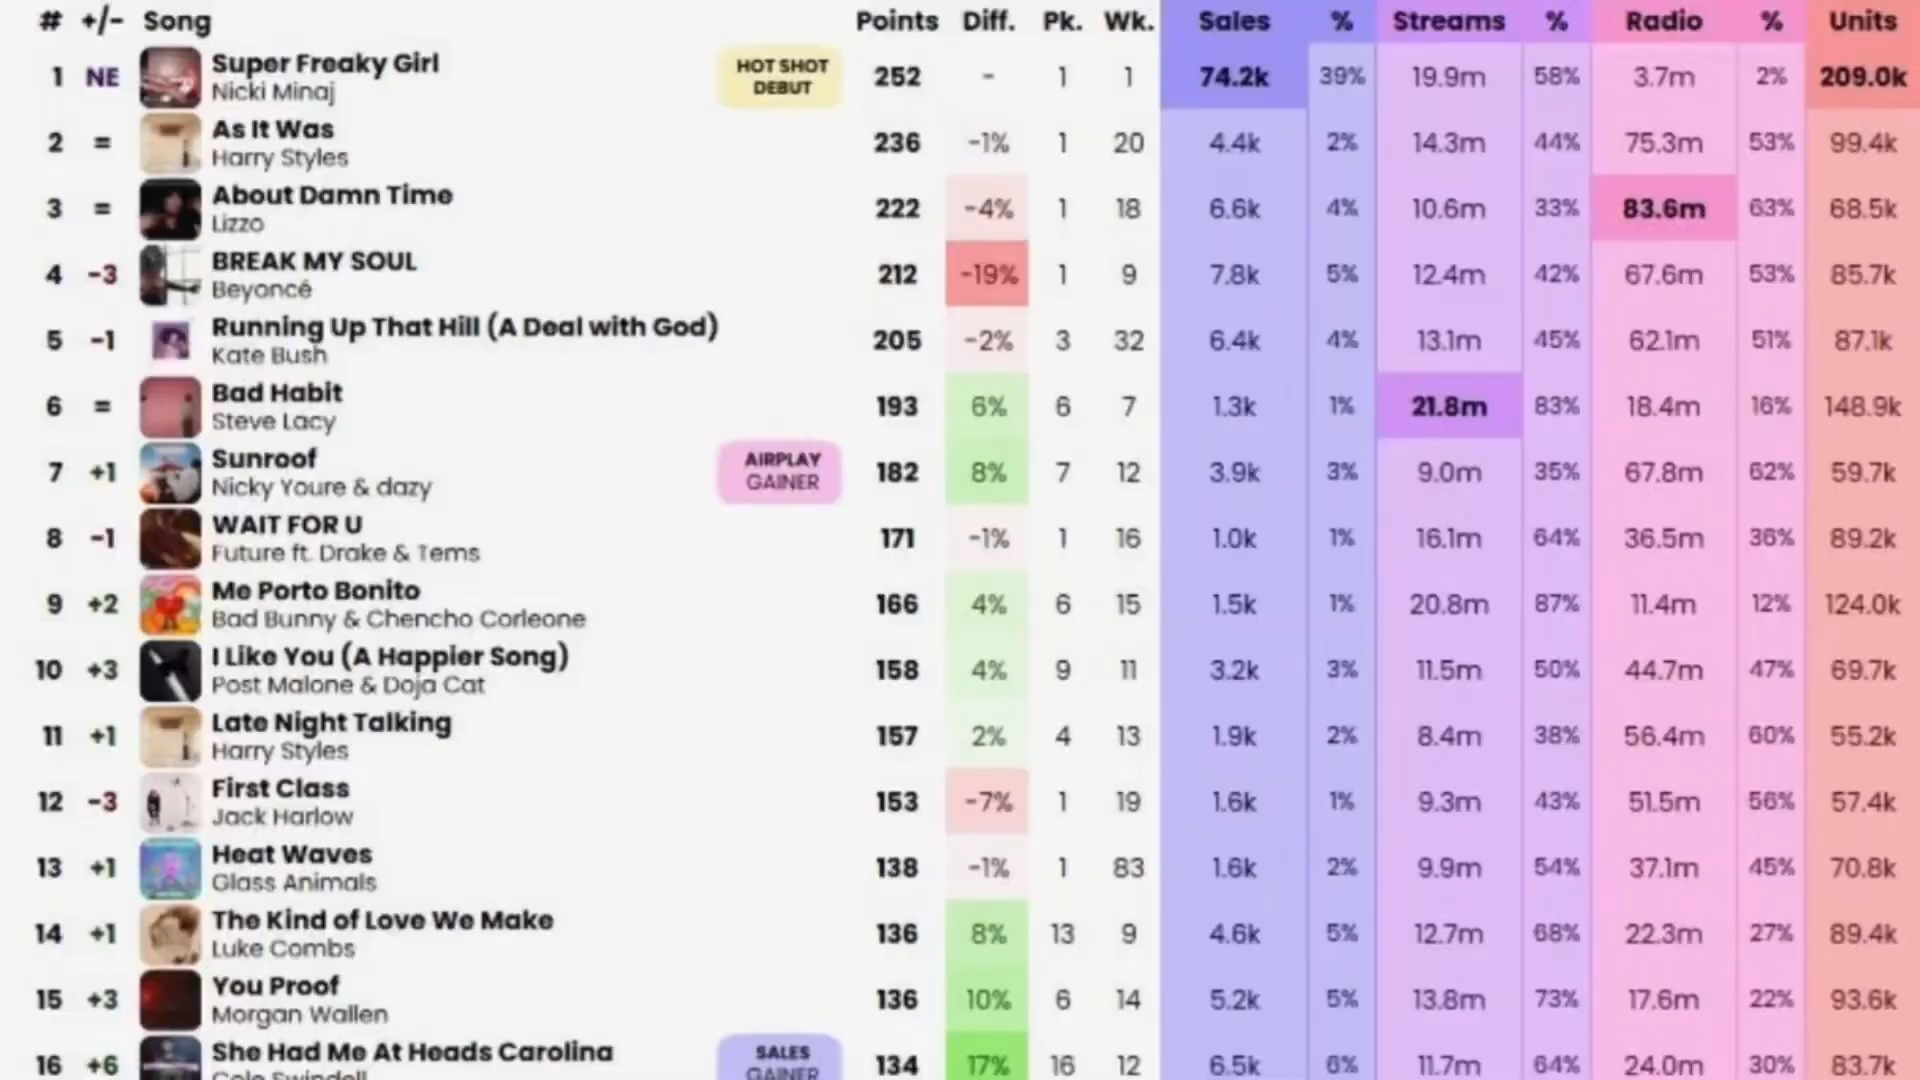 # +/- Song Points Diff. Pk. Wk. Sales % Streams % Radio % Units
1 NE Super Freaky Girl HOT SHOT DEBUT 252 - 1 1 74.2k 39% 19.9m 58% 3.7m 2% 209.0k
Nicki Minaj
2 = As It Was 236 -1% 1 20 4.4k 2% 14.3m 44% 75.3m 53% 99.4k
Harry Styles
3 = About Damn Time 222 -4% 1 18 6.6k 4% 10.6m 33% 83.6m 63% 68.5k
Lizzo
4 -3 BREAK MY SOUL 212 -19% 1 9 7.8k 5% 12.4m 42% 67.6m 53% 85.7k
Beyoncé
5 -1 Running Up That Hill (A Deal with God) 205 -2% 3 32 6.4k 4% 13.1m 45% 62.1m 51% 87.1k
Kate Bush
6 = Bad Habit 193 6% 6 7 1.3k 1% 21.8m 83% 18.4m 16% 148.9k
Steve Lacy
7 +1 Sunroof AIRPLAY GAINER 182 8% 7 12 3.9k 3% 9.0m 35% 67.8m 62% 59.7k
Nicky Youre & dazy
8 -1 WAIT FOR U 171 -1% 1 16 1.0k 1% 16.1m 64% 36.5m 36% 89.2k
Future ft. Drake & Tems
9 +2 Me Porto Bonito 166 4% 6 15 1.5k 1% 20.8m 87% 11.4m 12% 124.0k
Bad Bunny & Chencho Corleone
10 +3 I Like You (A Happier Song) 158 4% 9 11 3.2k 3% 11.5m 50% 44.7m 47% 69.7k
Post Malone & Doja Cat
11 +1 Late Night Talking 157 2% 4 13 1.9k 2% 8.4m 38% 56.4m 60% 55.2k
Harry Styles
12 -3 First Class 153 -7% 1 19 1.6k 1% 9.3m 43% 51.5m 56% 57.4k
Jack Harlow
13 +1 Heat Waves 138 -1% 1 83 1.6k 2% 9.9m 54% 37.1m 45% 70.8k
Glass Animals
14 +1 The Kind of Love We Make 136 8% 13 9 4.6k 5% 12.7m 68% 22.3m 27% 89.4k
Luke Combs
15 +3 You Proof 136 10% 6 14 5.2k 5% 13.8m 73% 17.6m 22% 93.6k
Morgan Wallen
16 +6 She Had Me At Heads Carolina SALES GAINER 134 17% 16 12 6.5k 6% 11.7m 64% 24.0m 30% 83.7k
Cole Swindell